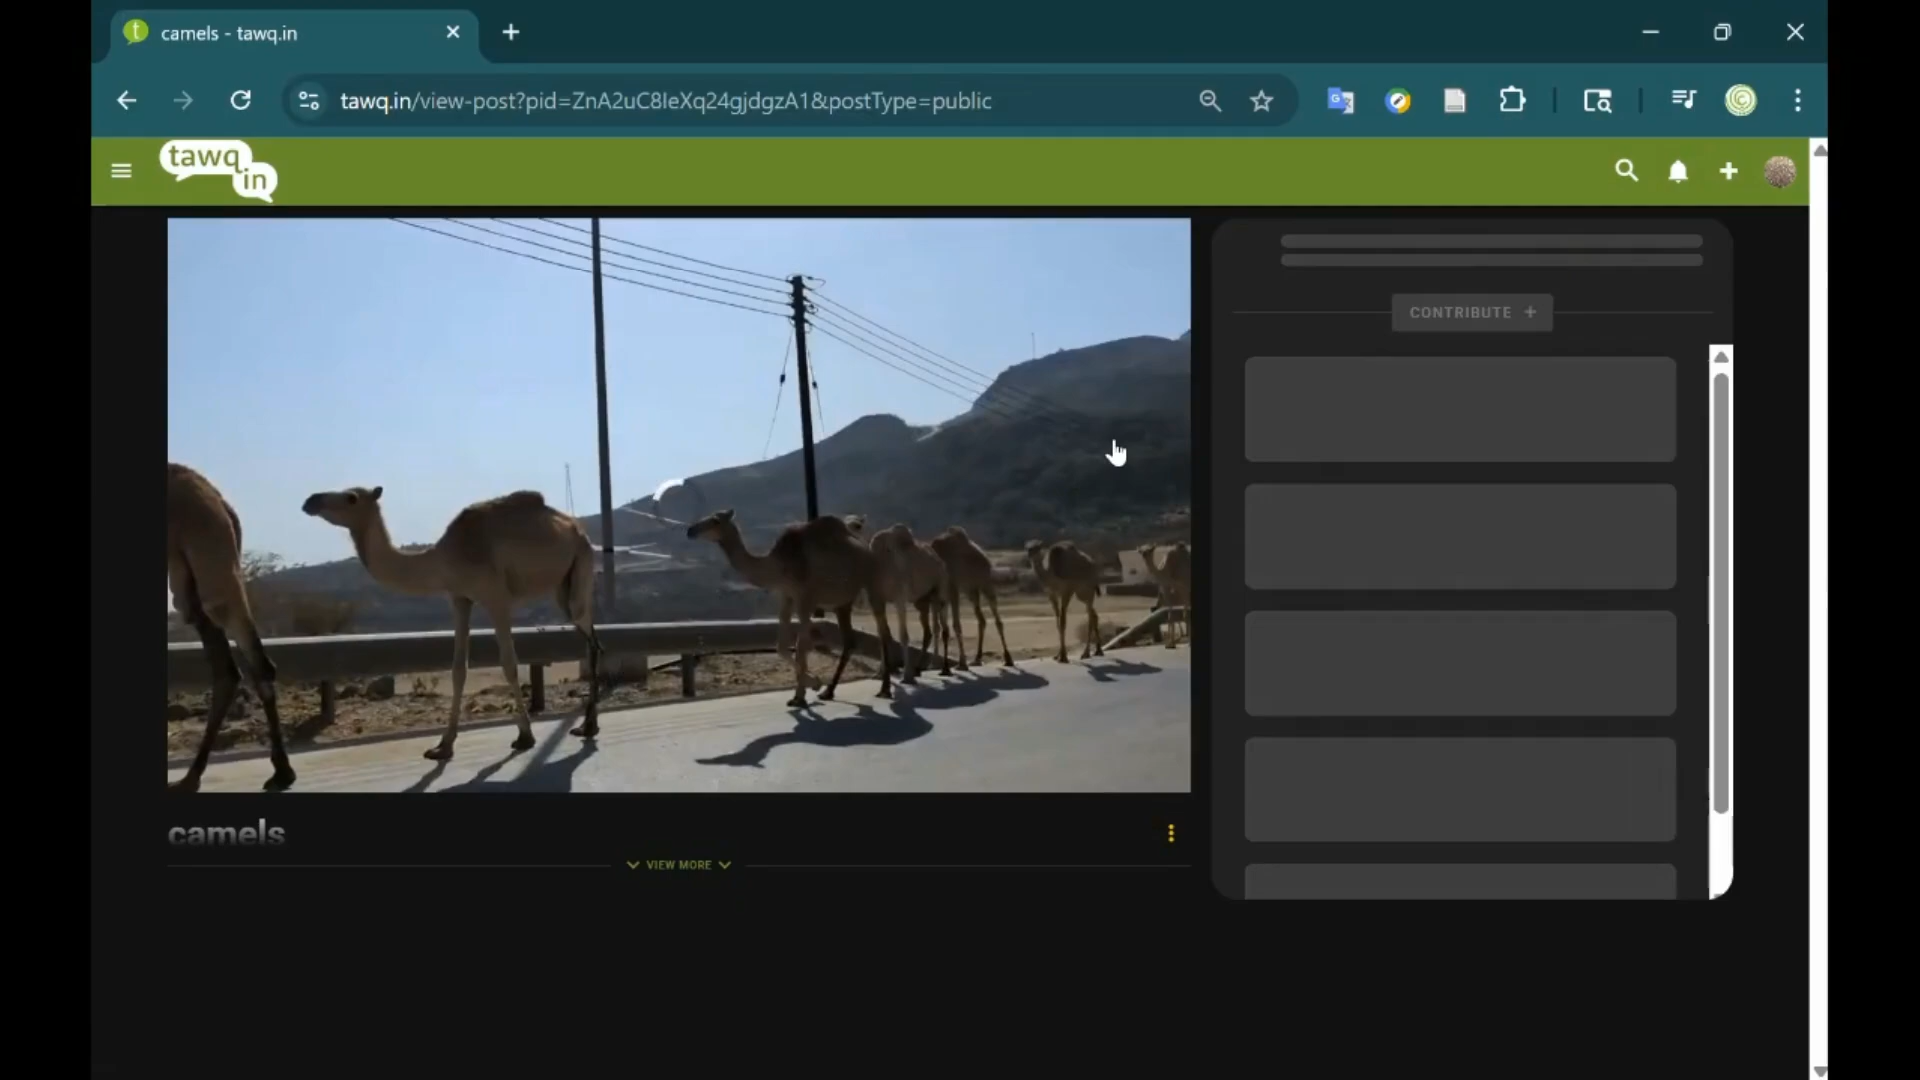 camels - tawq.in
tawq.in/view-post?pid=ZnA2uC8leXq24gjdgzA1&postType=public
tawq
in
CONTRIBUTE +
camels
VIEW MORE